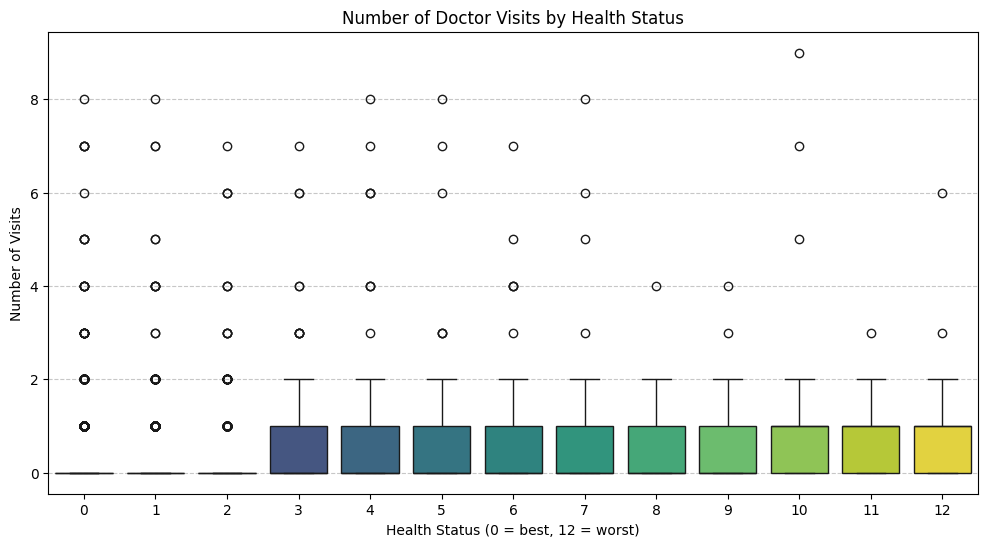 Number of Doctor Visits by Health Status
Number of Visits
8
6
4
2
0
0 1 2 3 4 5 6 7 8 9 10 11 12
Health Status (0 = best, 12 = worst)